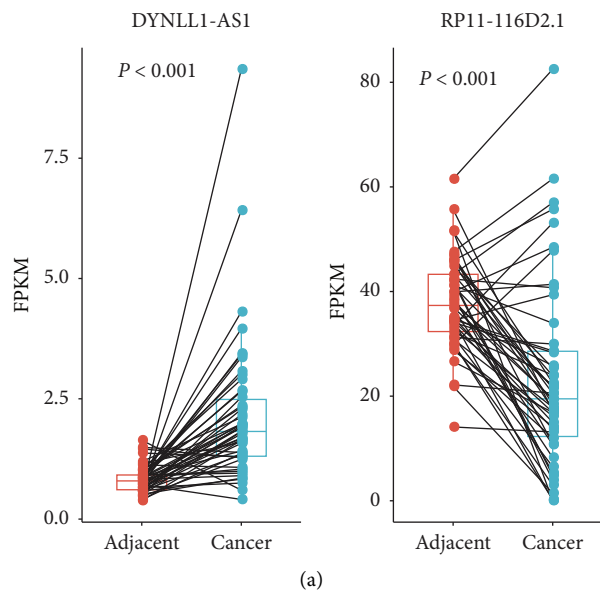 DYNLL1-AS1
P < 0.001
7.5
5.0
2.5
0.0
FPKM
Adjacent
Cancer
RP11-116D2.1
P < 0.001
80
60
40
20
0
FPKM
Adjacent
Cancer
(a)